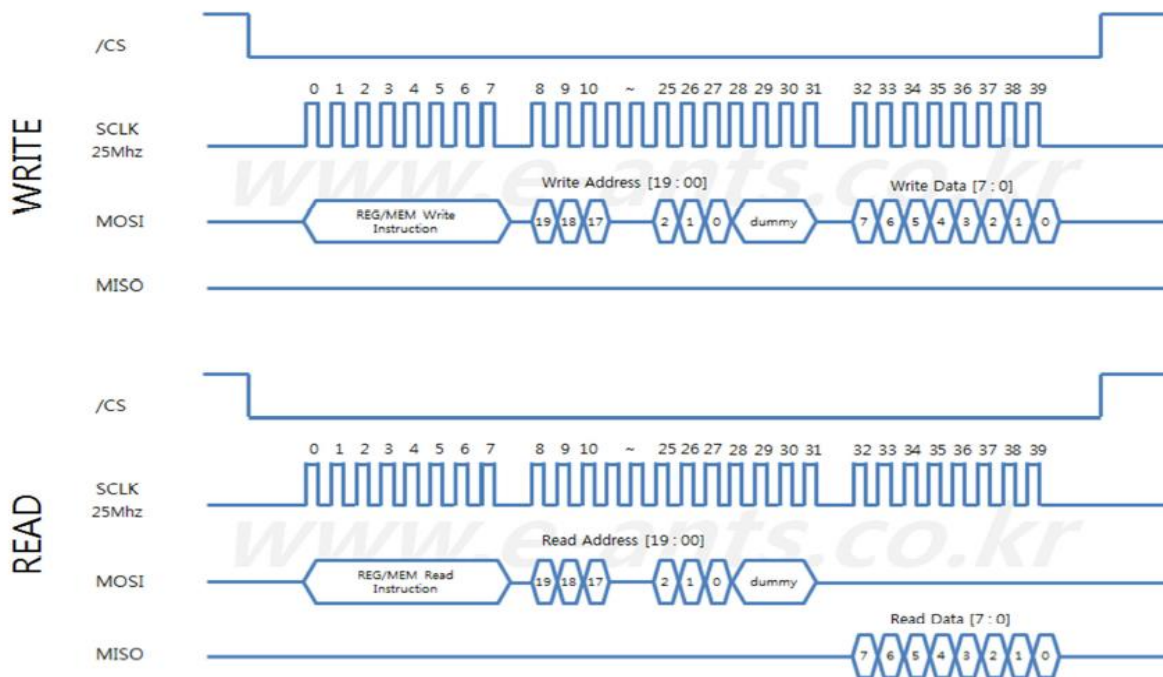 WRITE
/CS
0 1 2 3 4 5 6 7 8 9 10 ~ 25 26 27 28 29 30 31 32 33 34 35 36 37 38 39
SCLK
25Mhz
www.e-ants.co.kr
Write Address [19 : 00]
Write Data [7 : 0]
MOSI
REG/MEM Write
Instruction
19 18 17 2 1 0 dummy 7 6 5 4 3 2 1 0
MISO
READ
/CS
0 1 2 3 4 5 6 7 8 9 10 ~ 25 26 27 28 29 30 31 32 33 34 35 36 37 38 39
SCLK
25Mhz
www.e-ants.co.kr
Read Address [19 : 00]
MOSI
REG/MEM Read
Instruction
19 18 17 2 1 0 dummy
Read Data [7 : 0]
MISO
7 6 5 4 3 2 1 0